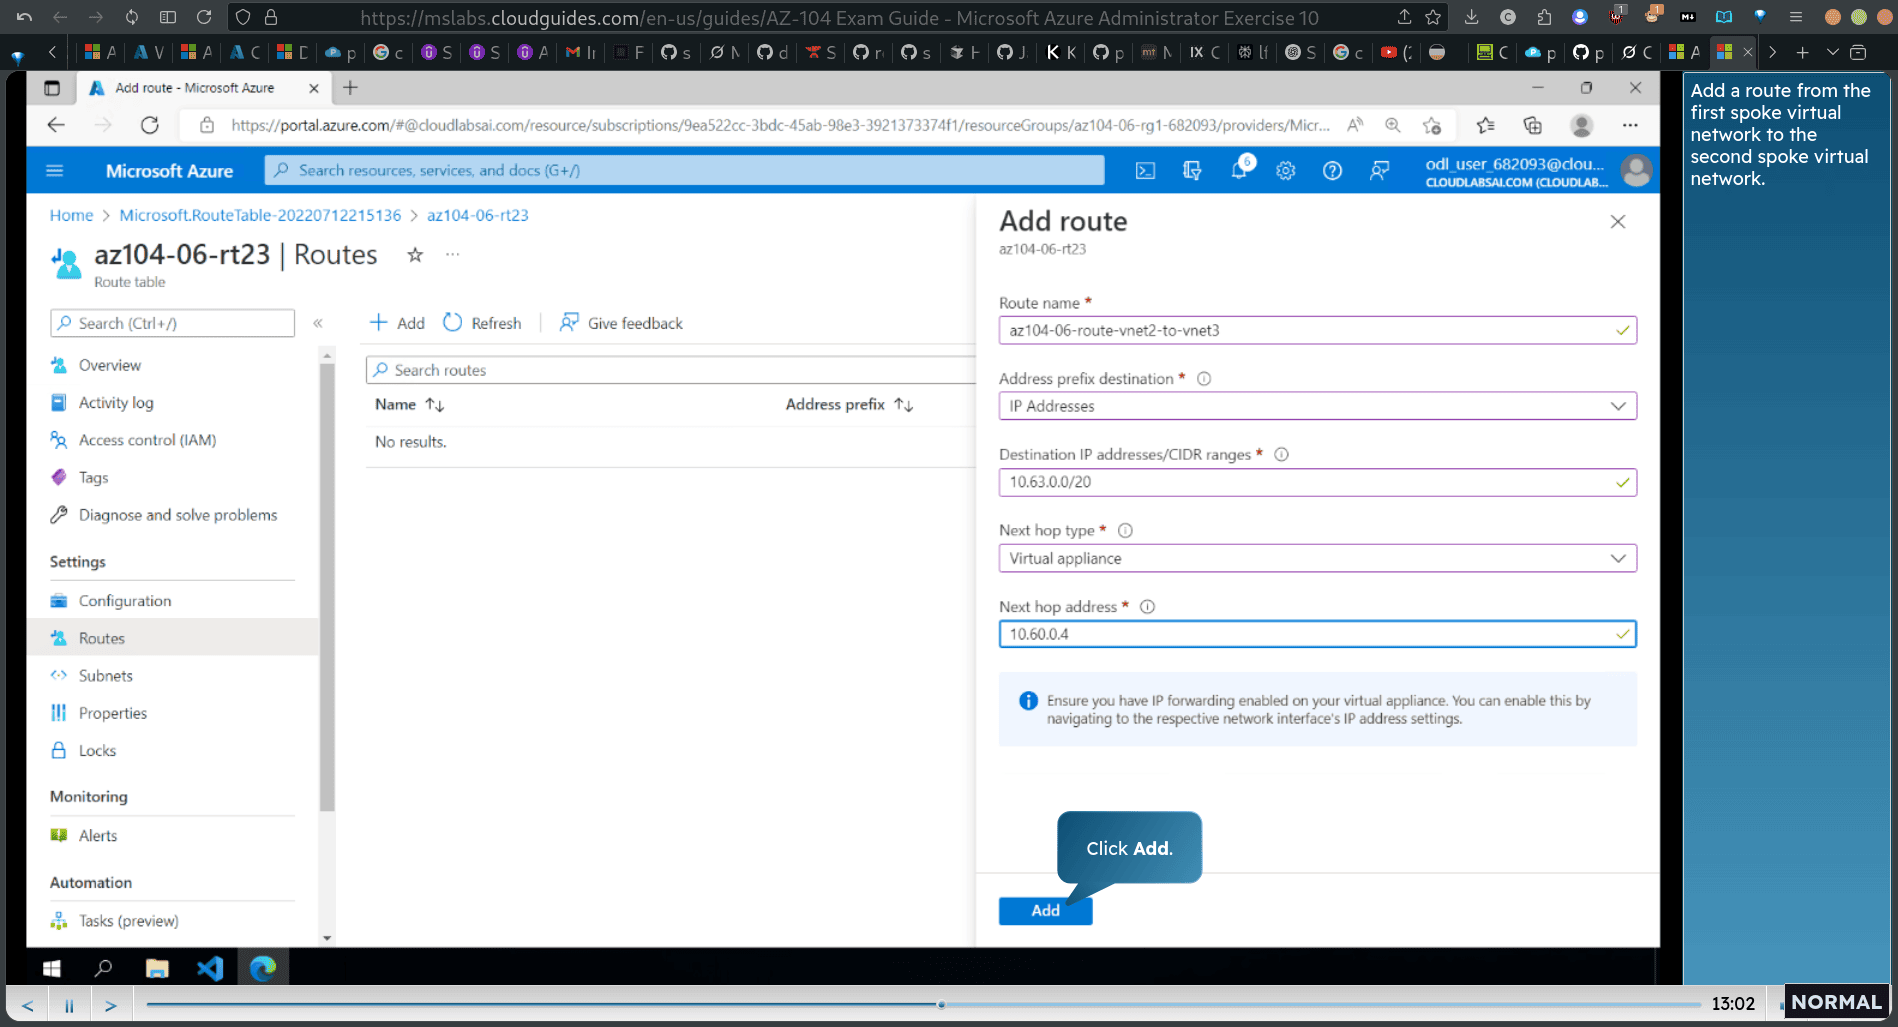 https://mslabs.cloudguides.com/en-us/guides/AZ-104 Exam Guide - Microsoft Azure Administrator Exercise 10
Add route - Microsoft Azure
https://portal.azure.com/#@cloudlabsai.com/resource/subscriptions/9ea522cc-3bdc-45ab-98e3-3921373374f1/resourceGroups/az104-06-rg1-682093/providers/Micr...
Microsoft Azure
Search resources, services, and docs (G+/)
6
odl_user_682093@clou...
CLOUDLABSAI.COM (CLOUDLAB...
Home > Microsoft.RouteTable-20220712215136 > az104-06-rt23
az104-06-rt23 | Routes
Route table
Search (Ctrl+/)
Overview
Activity log
Access control (IAM)
Tags
Diagnose and solve problems
Settings
Configuration
Routes
Subnets
Properties
Locks
Monitoring
Alerts
Automation
Tasks (preview)
Add
Refresh
Give feedback
Search routes
Name
Address prefix
No results.
Add route
az104-06-rt23
Route name *
az104-06-route-vnet2-to-vnet3
Address prefix destination *
IP Addresses
Destination IP addresses/CIDR ranges *
10.63.0.0/20
Next hop type *
Virtual appliance
Next hop address *
10.60.0.4
Ensure you have IP forwarding enabled on your virtual appliance. You can enable this by
navigating to the respective network interface's IP address settings.
Click Add.
Add
Add a route from the
first spoke virtual
network to the
second spoke virtual
network.
13:02
NORMAL